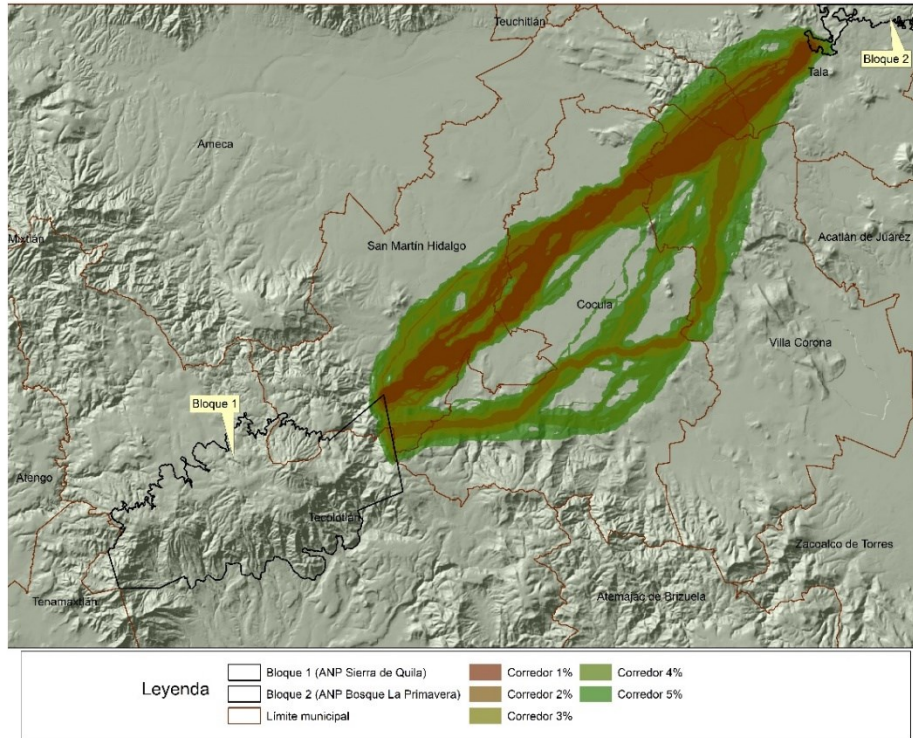 Teuchitlán
Bloque 2
Tala
Ameca
Mixtlán
San Martín Hidalgo
Acatlán de Juárez
Cocula
Villa Corona
Bloque 1
Atengo
Tecolotlán
Zacoalco de Torres
Tenamaxtlán
Atemajac de Brizuela
Leyenda
Bloque 1 (ANP Sierra de Quila)
Bloque 2 (ANP Bosque La Primavera)
Límite municipal
Corredor 1%
Corredor 2%
Corredor 3%
Corredor 4%
Corredor 5%